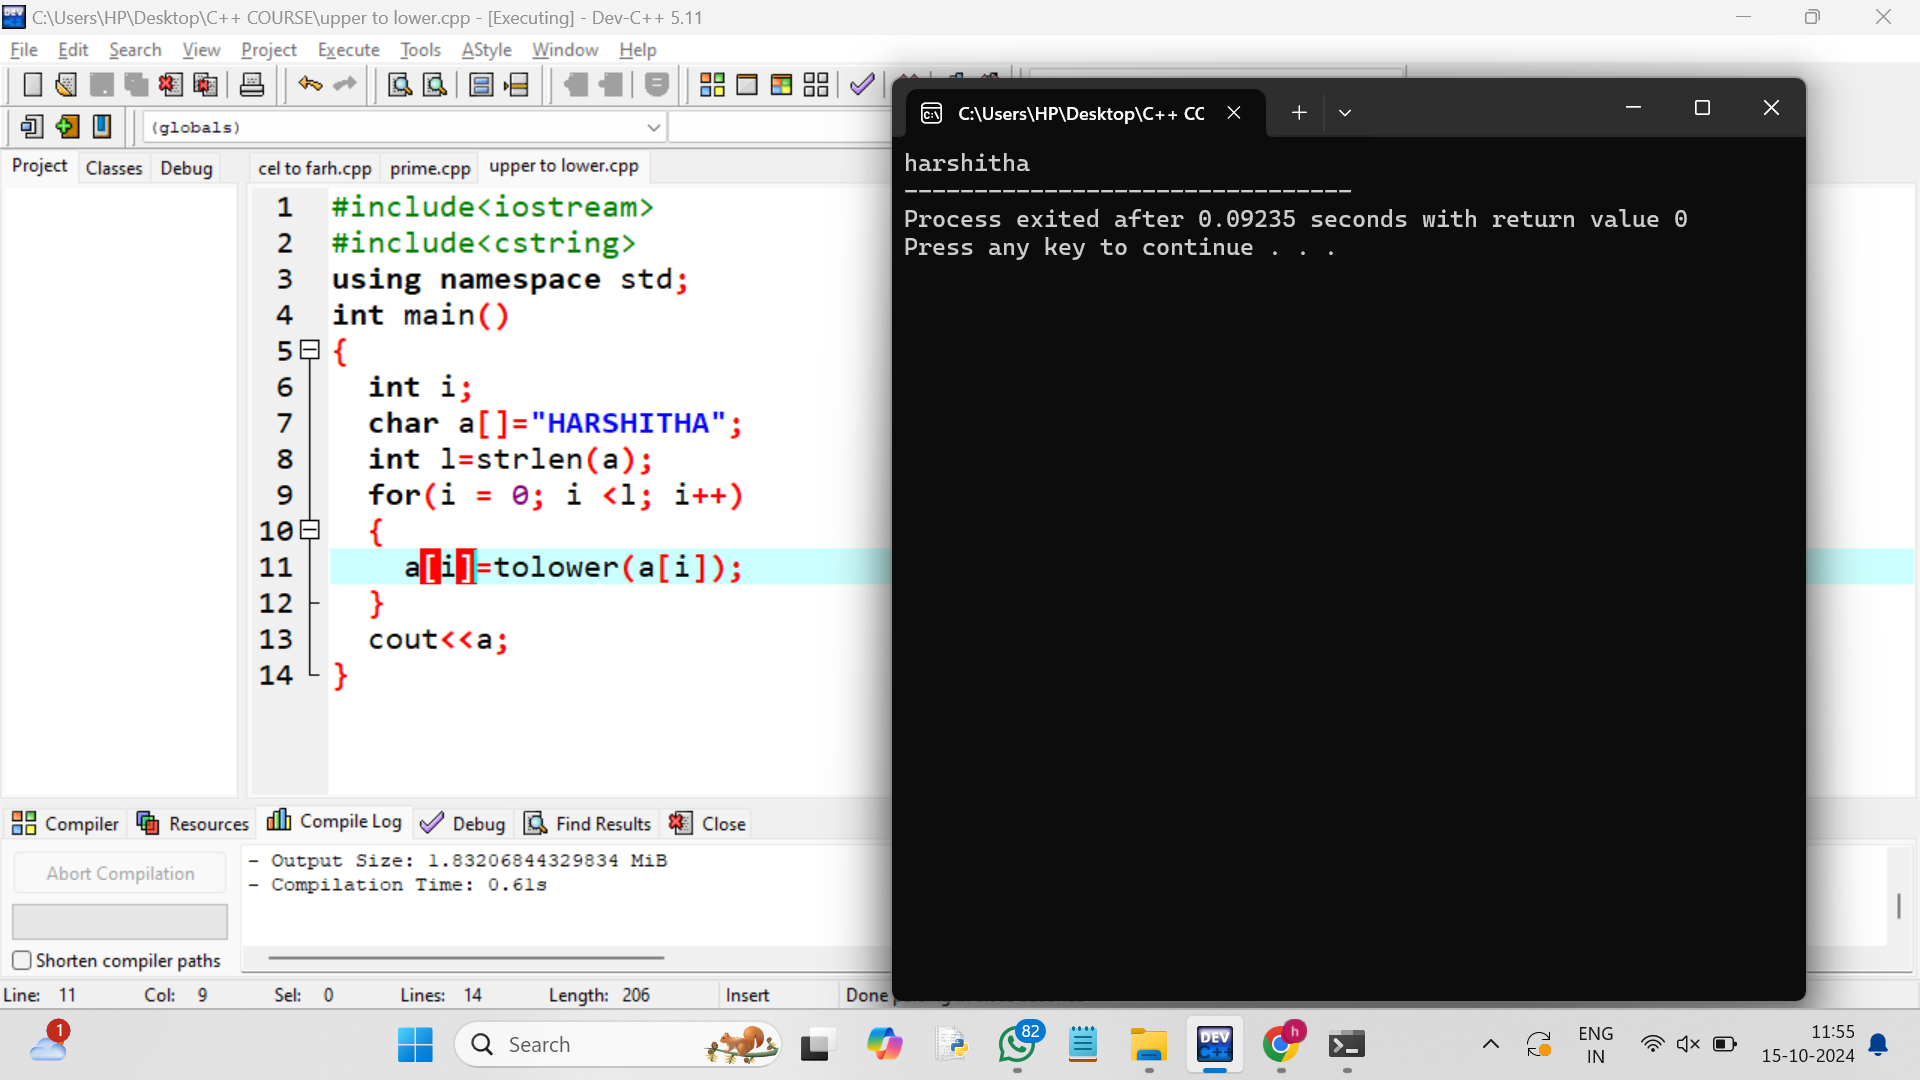 C:\Users\HP\Desktop\C++ COURSE\upper to lower.cpp - [Executing] - Dev-C++ 5.11
File Edit Search View Project Execute Tools AStyle Window Help
(globals)
Project Classes Debug
cel to farh.cpp prime.cpp upper to lower.cpp
1 #include<iostream>
2 #include<cstring>
3 using namespace std;
4 int main()
5 {
6 int i;
7 char a[]="HARSHITHA";
8 int l=strlen(a);
9 for(i = 0; i <l; i++)
10 {
11 a[i]=tolower(a[i]);
12 }
13 cout<<a;
14 }
C:\Users\HP\Desktop\C++ CC
harshitha
--------------------------------
Process exited after 0.09235 seconds with return value 0
Press any key to continue . . .
Compiler Resources Compile Log Debug Find Results Close
Abort Compilation
Shorten compiler paths
- Output Size: 1.83206844329834 MiB
- Compilation Time: 0.61s
Line: 11 Col: 9 Sel: 0 Lines: 14 Length: 206 Insert Done
1
Search
82
DEV C++
h
ENG
IN
11:55
15-10-2024